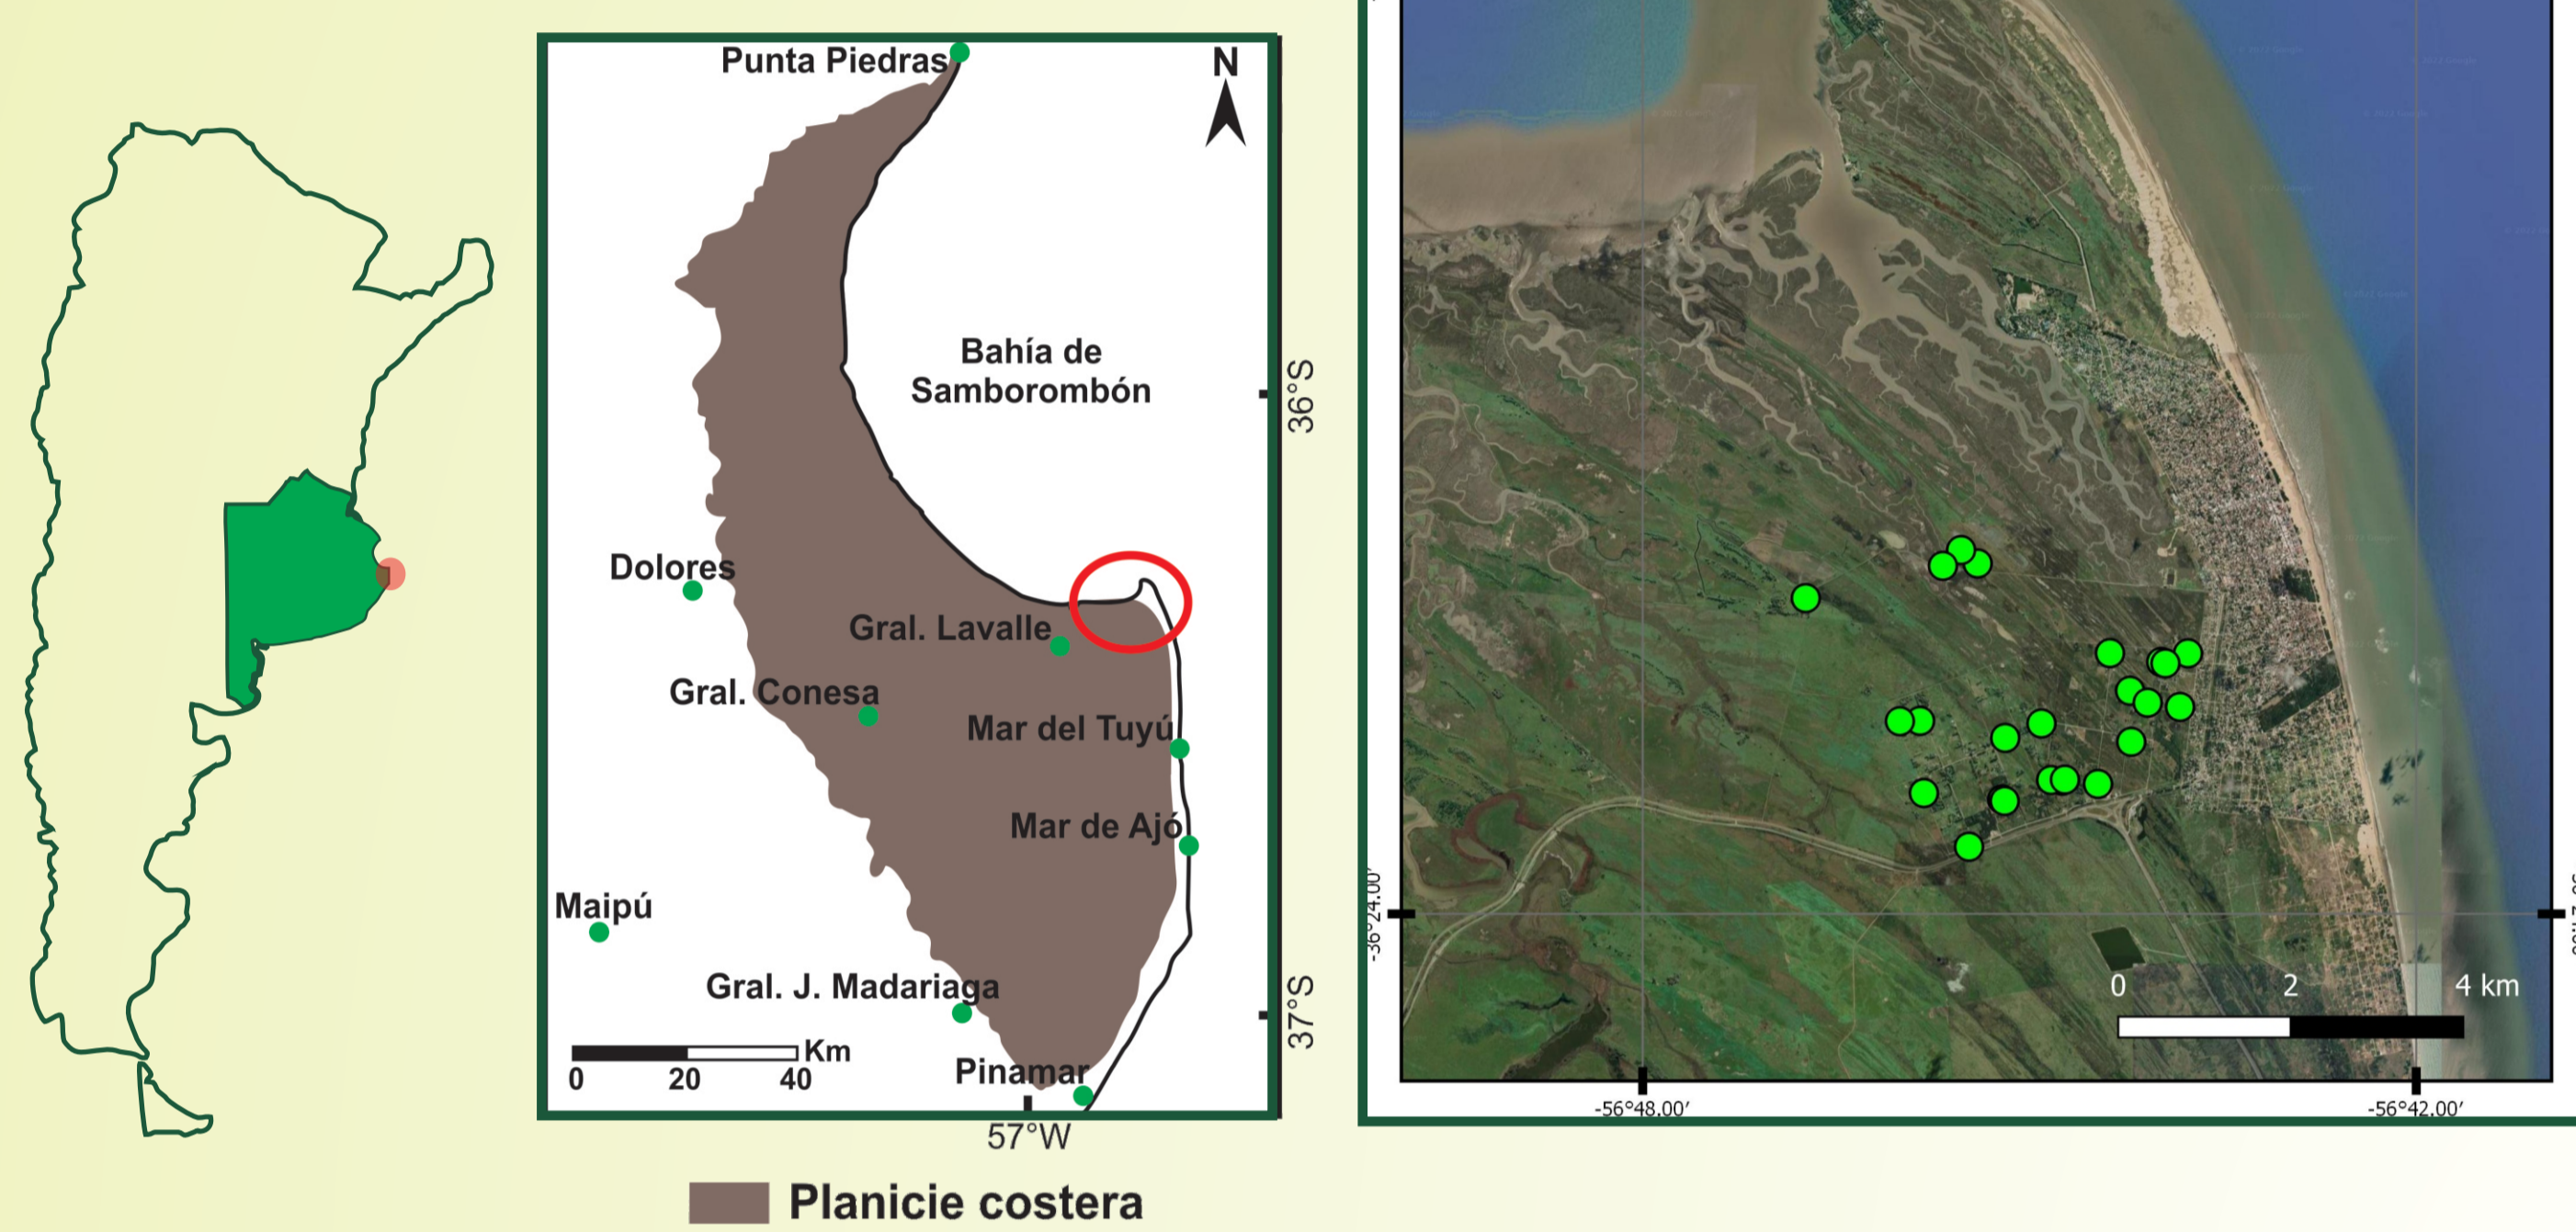 Punta Piedras
N
Bahía de
Samborombón
36°S
Dolores
Gral. Lavalle
Gral. Conesa
Mar del Tuyú
Mar de Ajó
Maipú
Gral. J. Madariaga
37°S
Km
0 20 40
Pinamar
57°W
Planicie costera
-36°24.00′
0 2 4 km
-56°48.00′
-56°42.00′